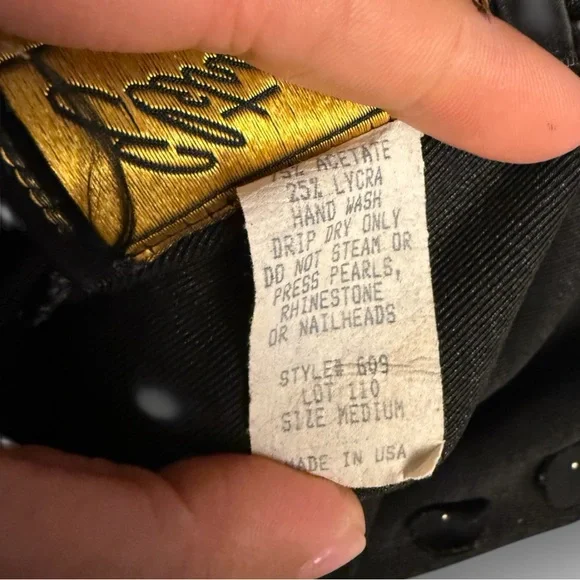 75% ACETATE
25% LYCRA
HAND WASH
DRIP DRY ONLY
DO NOT STEAM OR
PRESS PEARLS,
RHINESTONE
OR NAILHEADS
STYLE# 609
LOT 110
SIZE MEDIUM
MADE IN USA